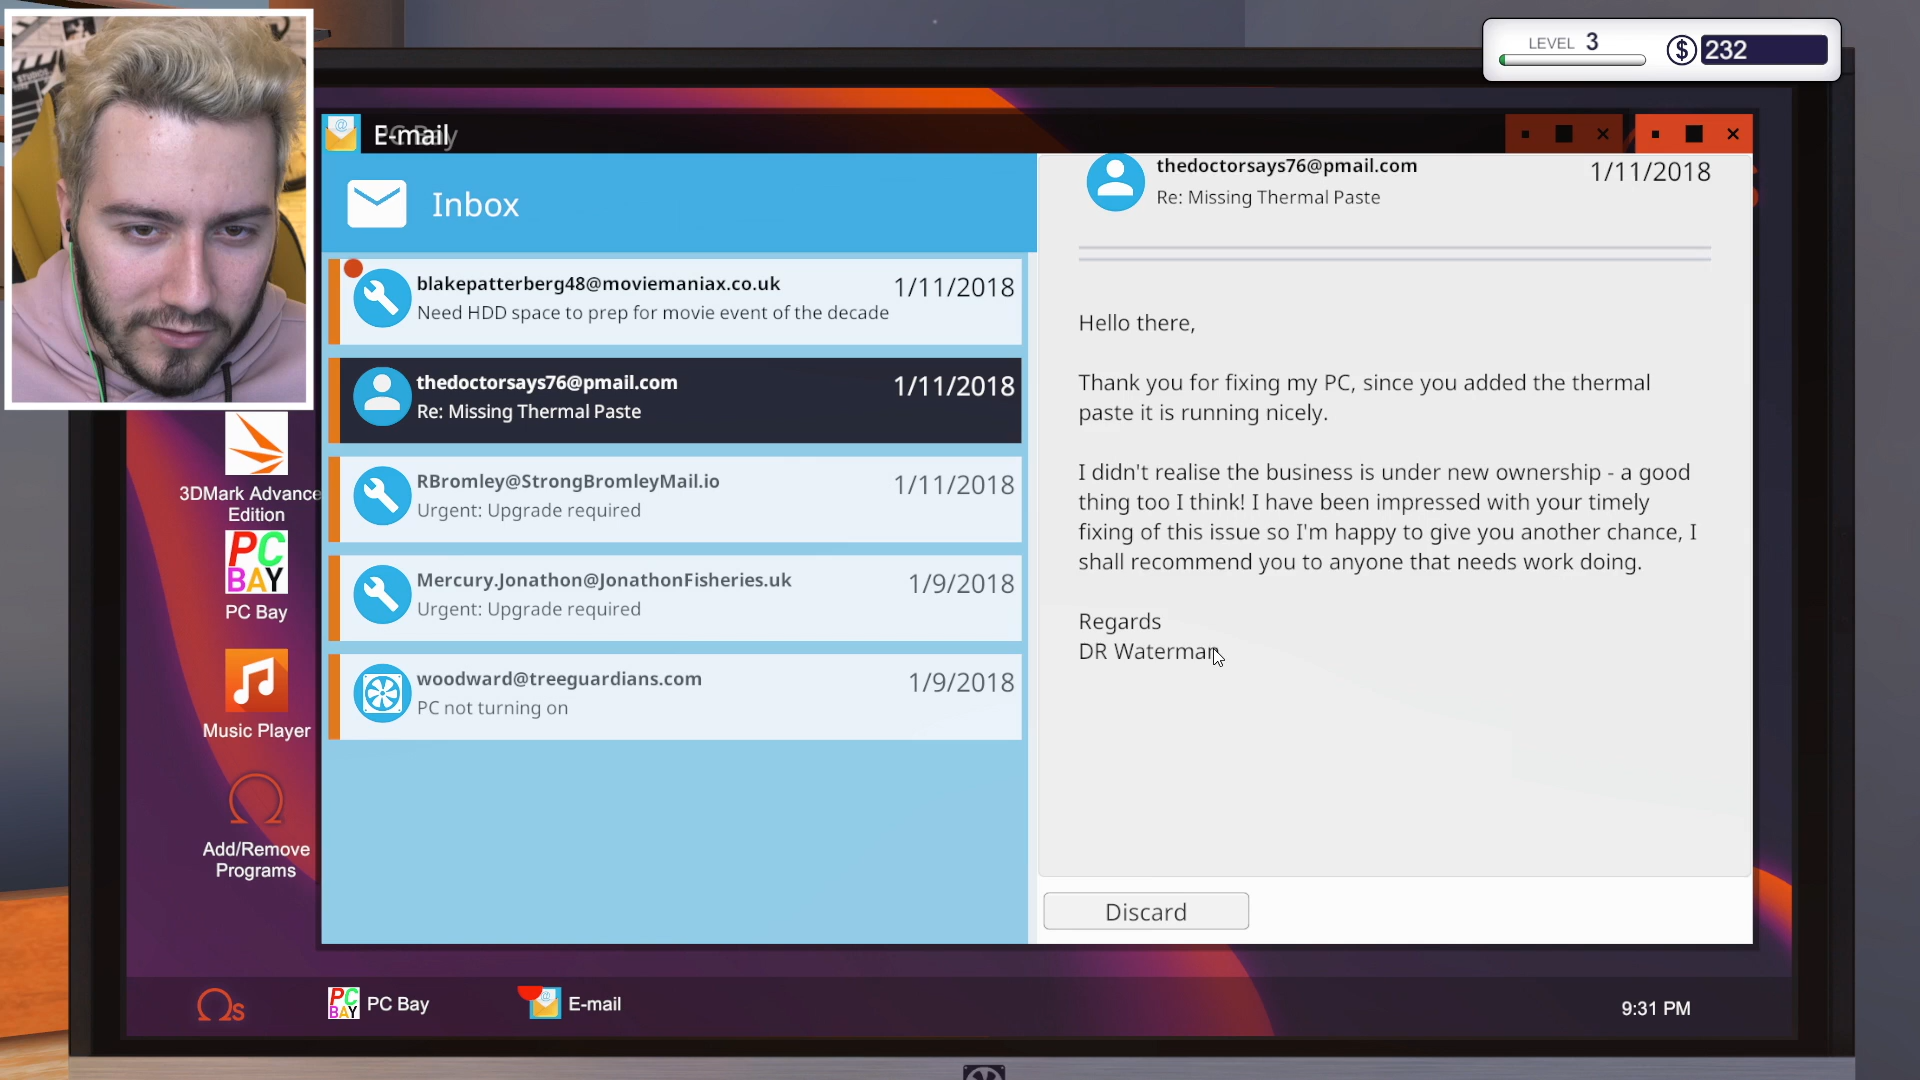 LEVEL 3
$ 232
E-mail
PC Bay
Inbox
blakepatterberg48@moviemaniax.co.uk
1/11/2018
Need HDD space to prep for movie event of the decade
thedoctorsays76@pmail.com
1/11/2018
Re: Missing Thermal Paste
RBromley@StrongBromleyMail.io
1/11/2018
Urgent: Upgrade required
Mercury.Jonathon@JonathonFisheries.uk
1/9/2018
Urgent: Upgrade required
woodward@treeguardians.com
1/9/2018
PC not turning on
thedoctorsays76@pmail.com
1/11/2018
Re: Missing Thermal Paste
Hello there,
Thank you for fixing my PC, since you added the thermal
paste it is running nicely.
I didn't realise the business is under new ownership - a good
thing too I think! I have been impressed with your timely
fixing of this issue so I'm happy to give you another chance, I
shall recommend you to anyone that needs work doing.
Regards
DR Waterman
Discard
3DMark Advance
Edition
PC
BAY
PC Bay
Music Player
Add/Remove
Programs
Ωs
PC
BAY
PC Bay
E-mail
9:31 PM